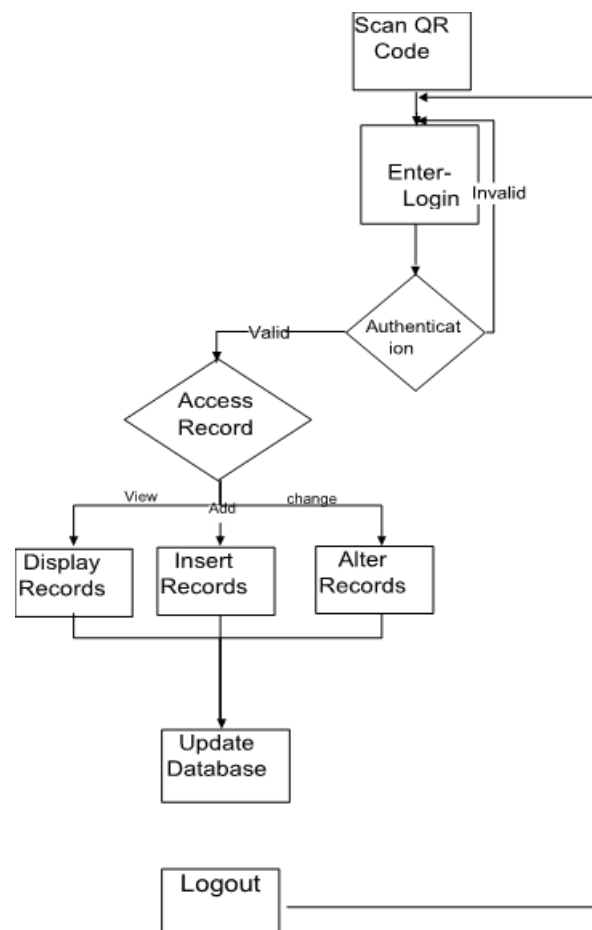 Scan QR
Code
Enter-
Login
Invalid
Authenticat
ion
Valid
Access
Record
View
Add
change
Display
Records
Insert
Records
Alter
Records
Update
Database
Logout